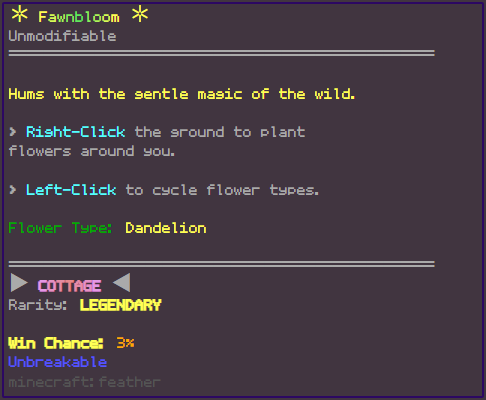 Fawnbloom
Unmodifiable
Hums with the gentle magic of the wild.
> Right-Click the ground to plant
flowers around you.
> Left-Click to cycle flower types.
Flower Type: Dandelion
COTTAGE
Rarity: LEGENDARY
Win Chance: 3%
Unbreakable
minecraft:feather